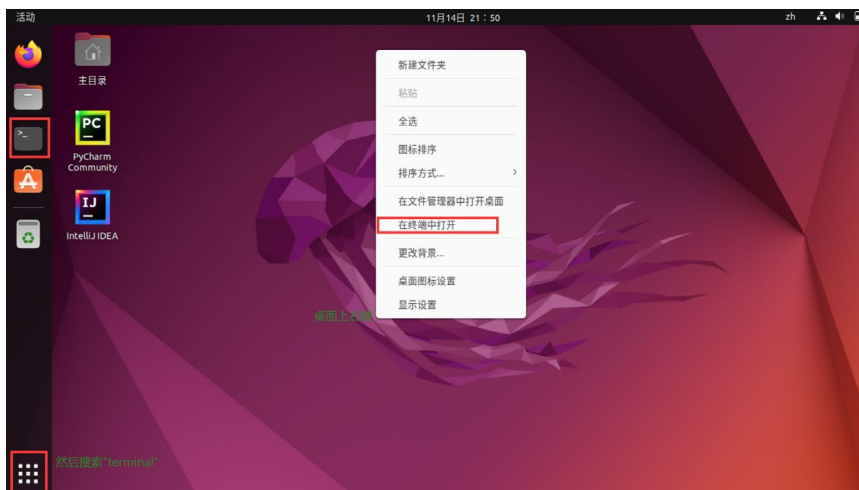 活动
11月14日 21：50
zh
主目录
PC
PyCharm
Community
IJ
IntelliJ IDEA
新建文件夹
粘贴
全选
图标排序
排序方式...
在文件管理器中打开桌面
在终端中打开
更改背景...
桌面图标设置
显示设置
桌面上右键
然后搜索"terminal"